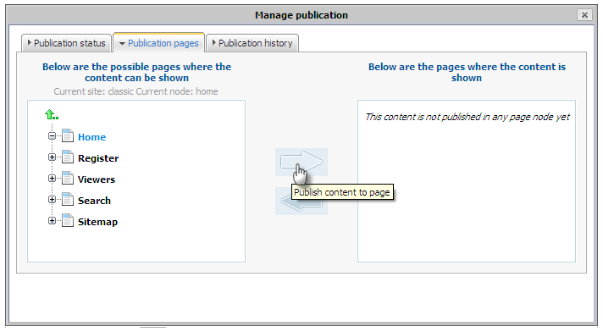 Manage publication
Publication status
Publication pages
Publication history
Below are the possible pages where the
content can be shown
Current site: classic Current node: home
Below are the pages where the content is
shown
This content is not published in any page node yet
Home
Register
Viewers
Search
Sitemap
Publish content to page